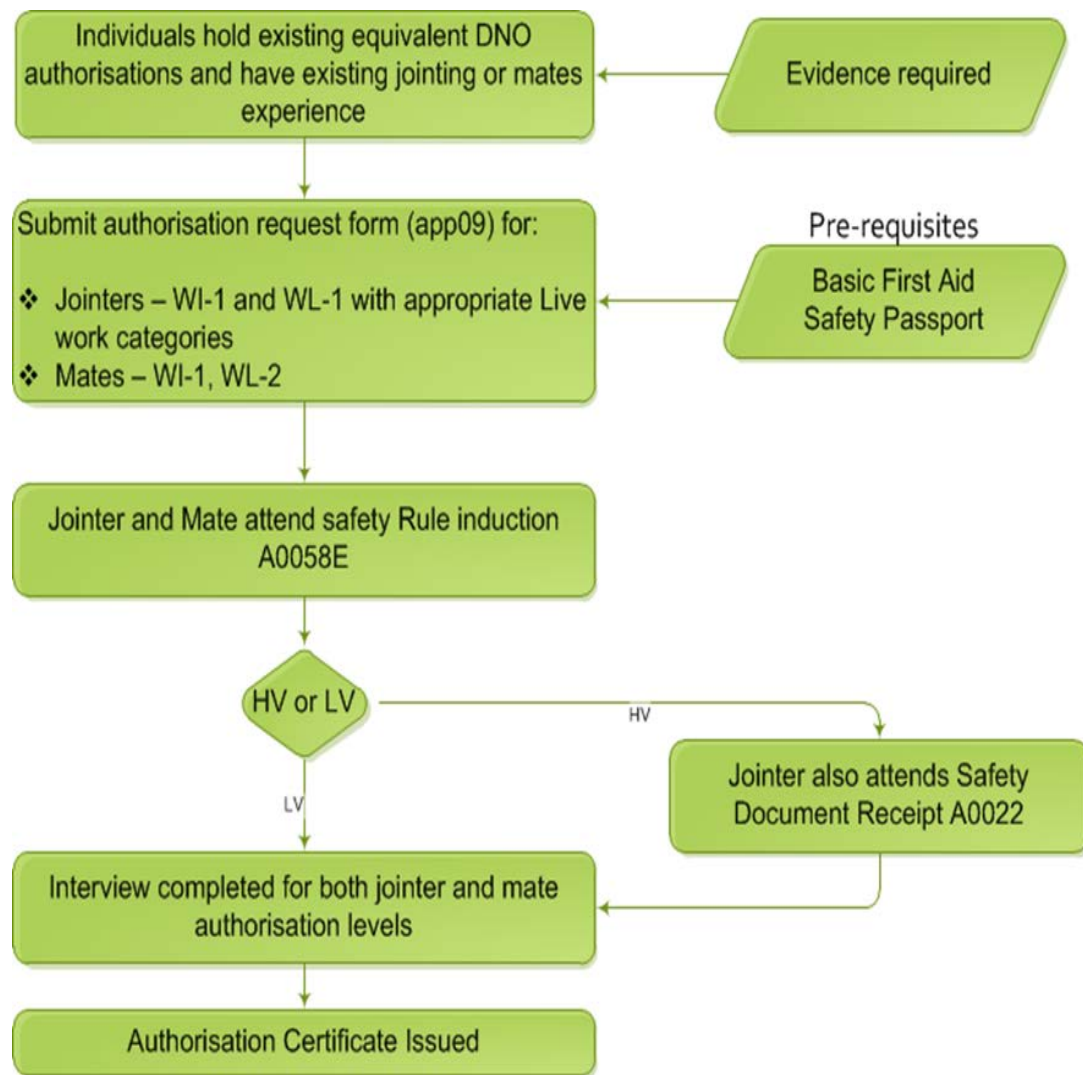 Individuals hold existing equivalent DNO
authorisations and have existing jointing or mates
experience
Evidence required
Submit authorisation request form (app09) for:
❖ Jointers – WI-1 and WL-1 with appropriate Live
work categories
❖ Mates – WI-1, WL-2
Pre-requisites
Basic First Aid
Safety Passport
Jointer and Mate attend safety Rule induction
A0058E
HV or LV
HV
Jointer also attends Safety
Document Receipt A0022
LV
Interview completed for both jointer and mate
authorisation levels
Authorisation Certificate Issued